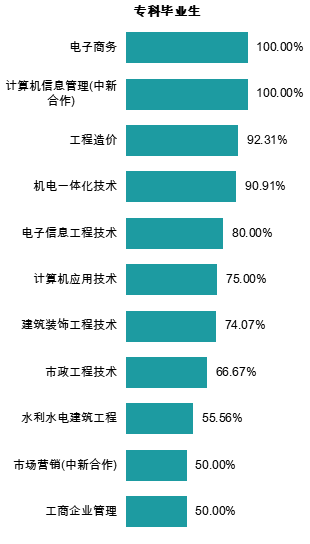 专科毕业生
电子商务
100.00%
计算机信息管理(中新
合作)
100.00%
工程造价
92.31%
机电一体化技术
90.91%
电子信息工程技术
80.00%
计算机应用技术
75.00%
建筑装饰工程技术
74.07%
市政工程技术
66.67%
水利水电建筑工程
55.56%
市场营销(中新合作)
50.00%
工商企业管理
50.00%